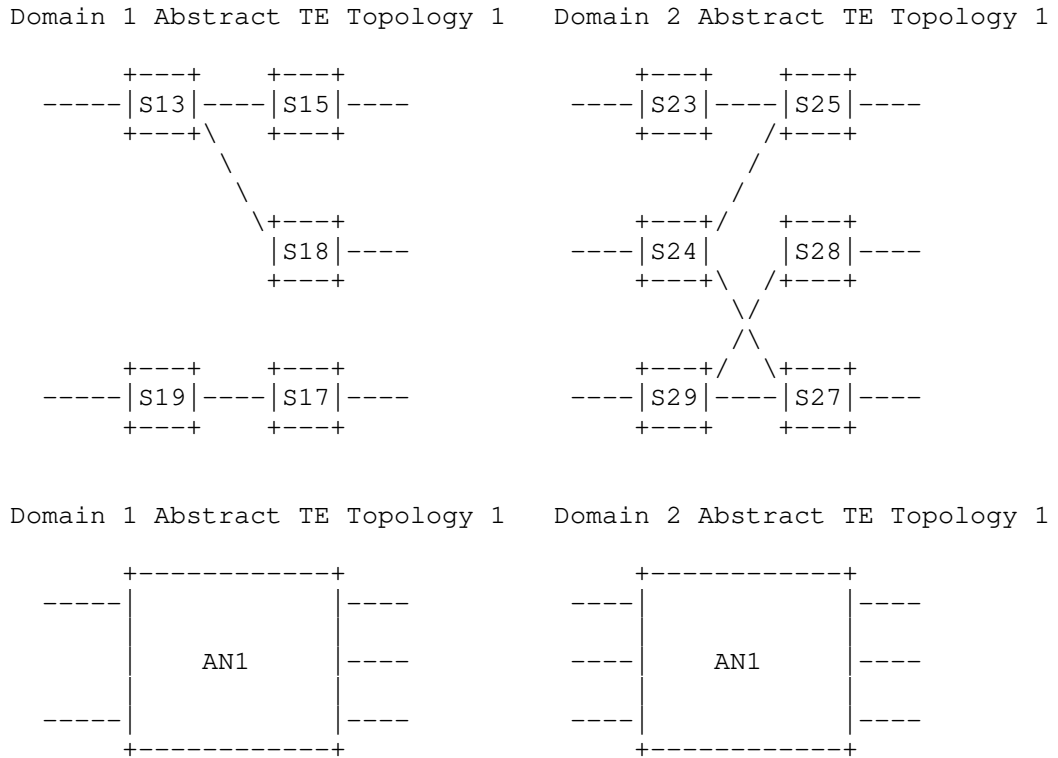 Domain 1 Abstract TE Topology 1   Domain 2 Abstract TE Topology 1
S13 S15 S23 S25
S18 S24 S28
S19 S17 S29 S27
Domain 1 Abstract TE Topology 1   Domain 2 Abstract TE Topology 1
AN1 AN1